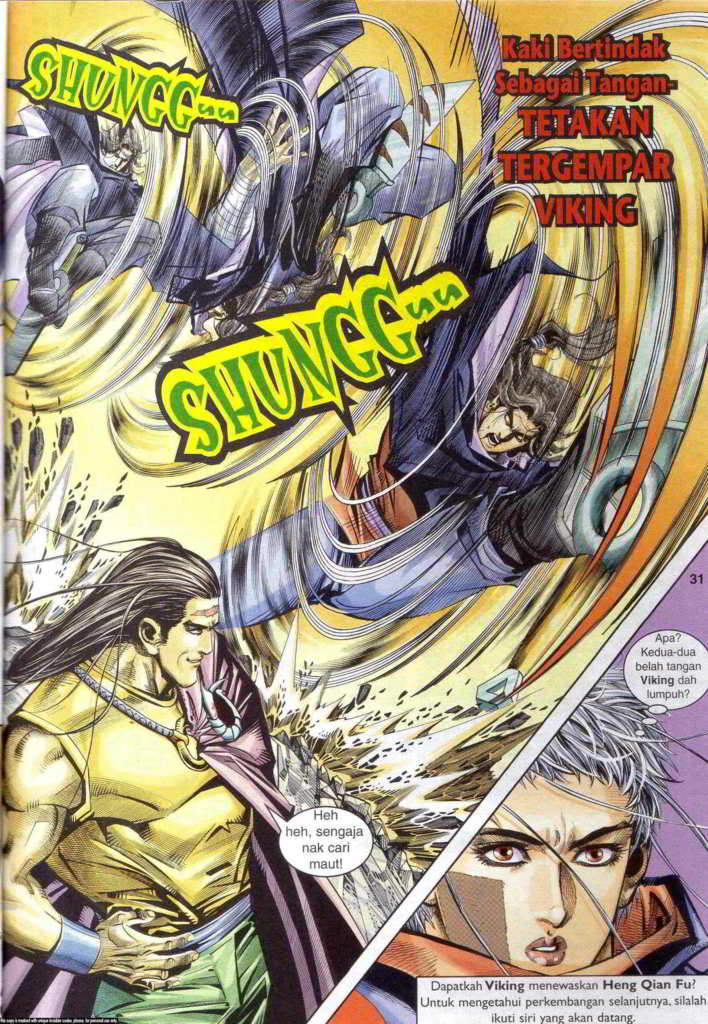 SHUNGGuu
Kaki Bertindak
Sebagai Tangan-
TETAKAN
TERGEMPAR
VIKING
SHUNGGuu
31
Apa?
Kedua-dua
belah tangan
Viking dah
lumpuh?
Heh
heh, sengaja
nak cari
maut!
Dapatkah Viking menewaskan Heng Qian Fu?
Untuk mengetahui perkembangan selanjutnya, silalah
ikuti siri yang akan datang.